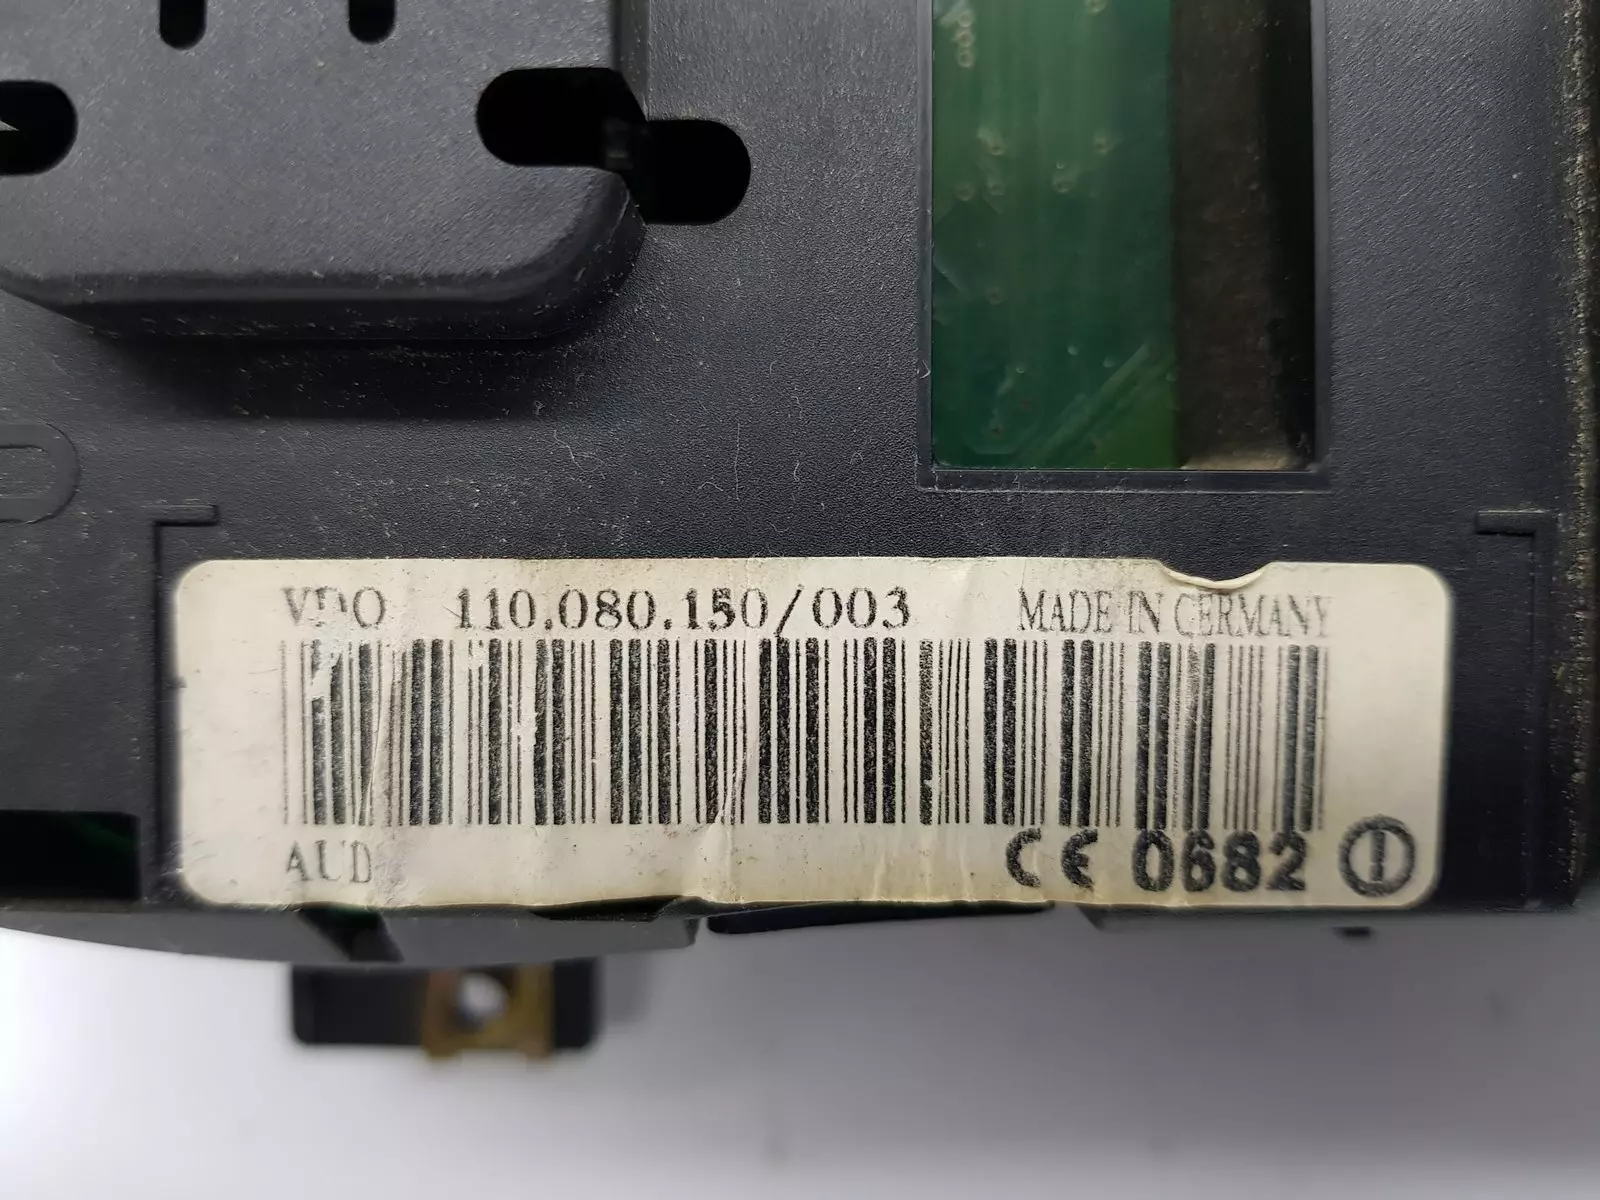 VDO 110.080.150/003 MADE IN GERMANY
AUD
CE 0682